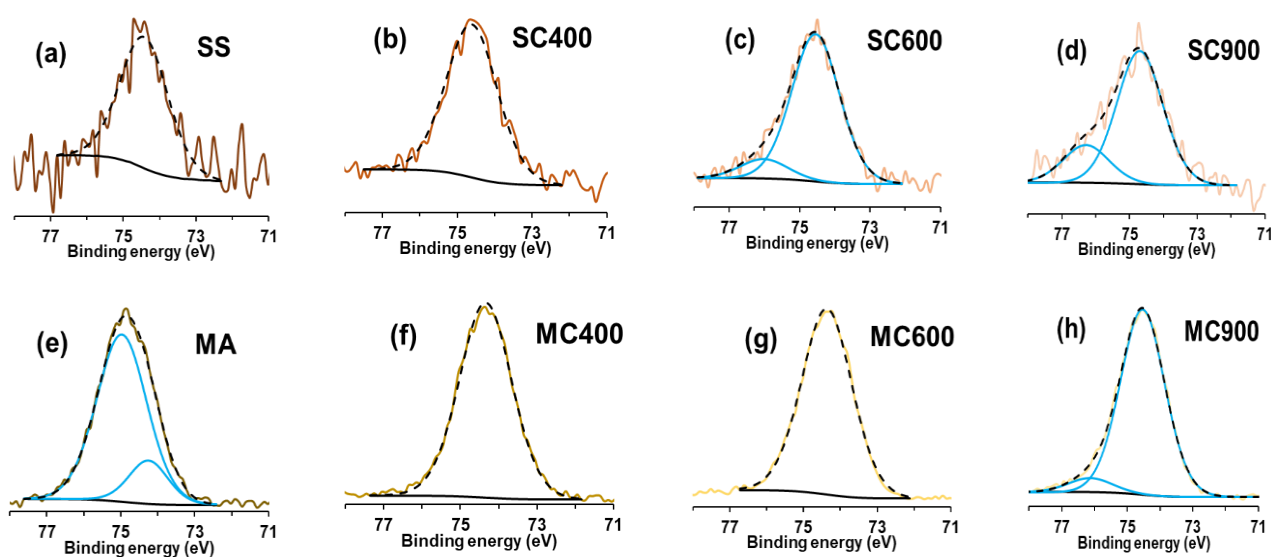 (a) SS
(b) SC400
(c) SC600
(d) SC900
77 75 73 71
Binding energy (eV)
77 75 73 71
Binding energy (eV)
77 75 73 71
Binding energy (eV)
77 75 73 71
Binding energy (eV)
(e) MA
(f) MC400
(g) MC600
(h) MC900
77 75 73 71
Binding energy (eV)
77 75 73 71
Binding energy (eV)
77 75 73 71
Binding energy (eV)
77 75 73 71
Binding energy (eV)